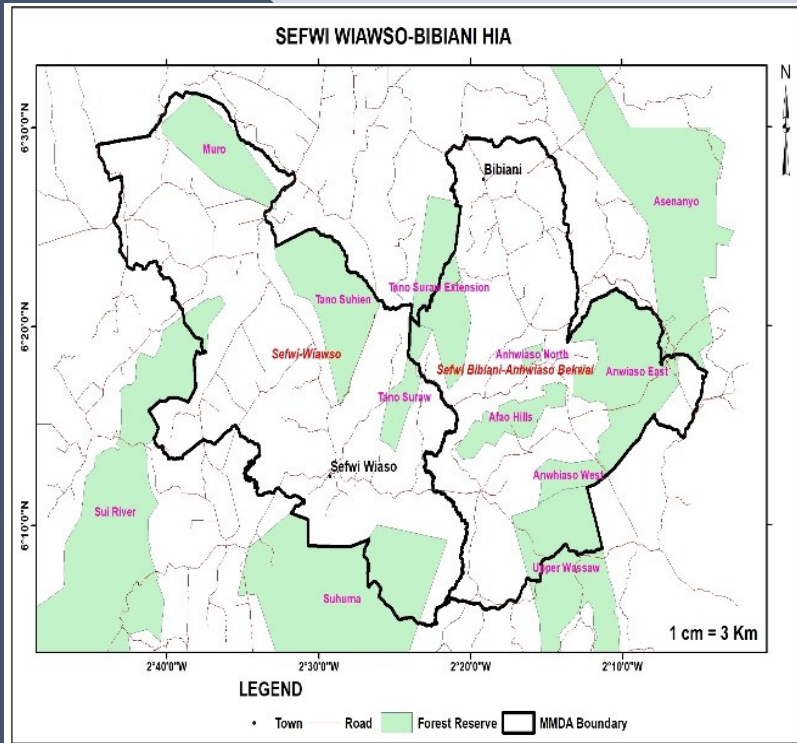 SEFWI WIAWSO-BIBIANI HIA
N
6°30'0"N
Muro
Bibiani
Asenanyo
6°20'0"N
Tano Suhien
Tano Suraw Extension
Sefwi-Wiawso
Anhwiaso North
Sefwi Bibiani-Anhwiaso Bekwai
Anwiaso East
Tano Suraw
Afao Hills
Sefwi Wiaso
Anwhiaso West
6°10'0"N
Sui River
Upper Wassaw
Suhuma
1 cm = 3 Km
2°40'0"W 2°30'0"W 2°20'0"W 2°10'0"W
LEGEND
Town Road Forest Reserve MMDA Boundary